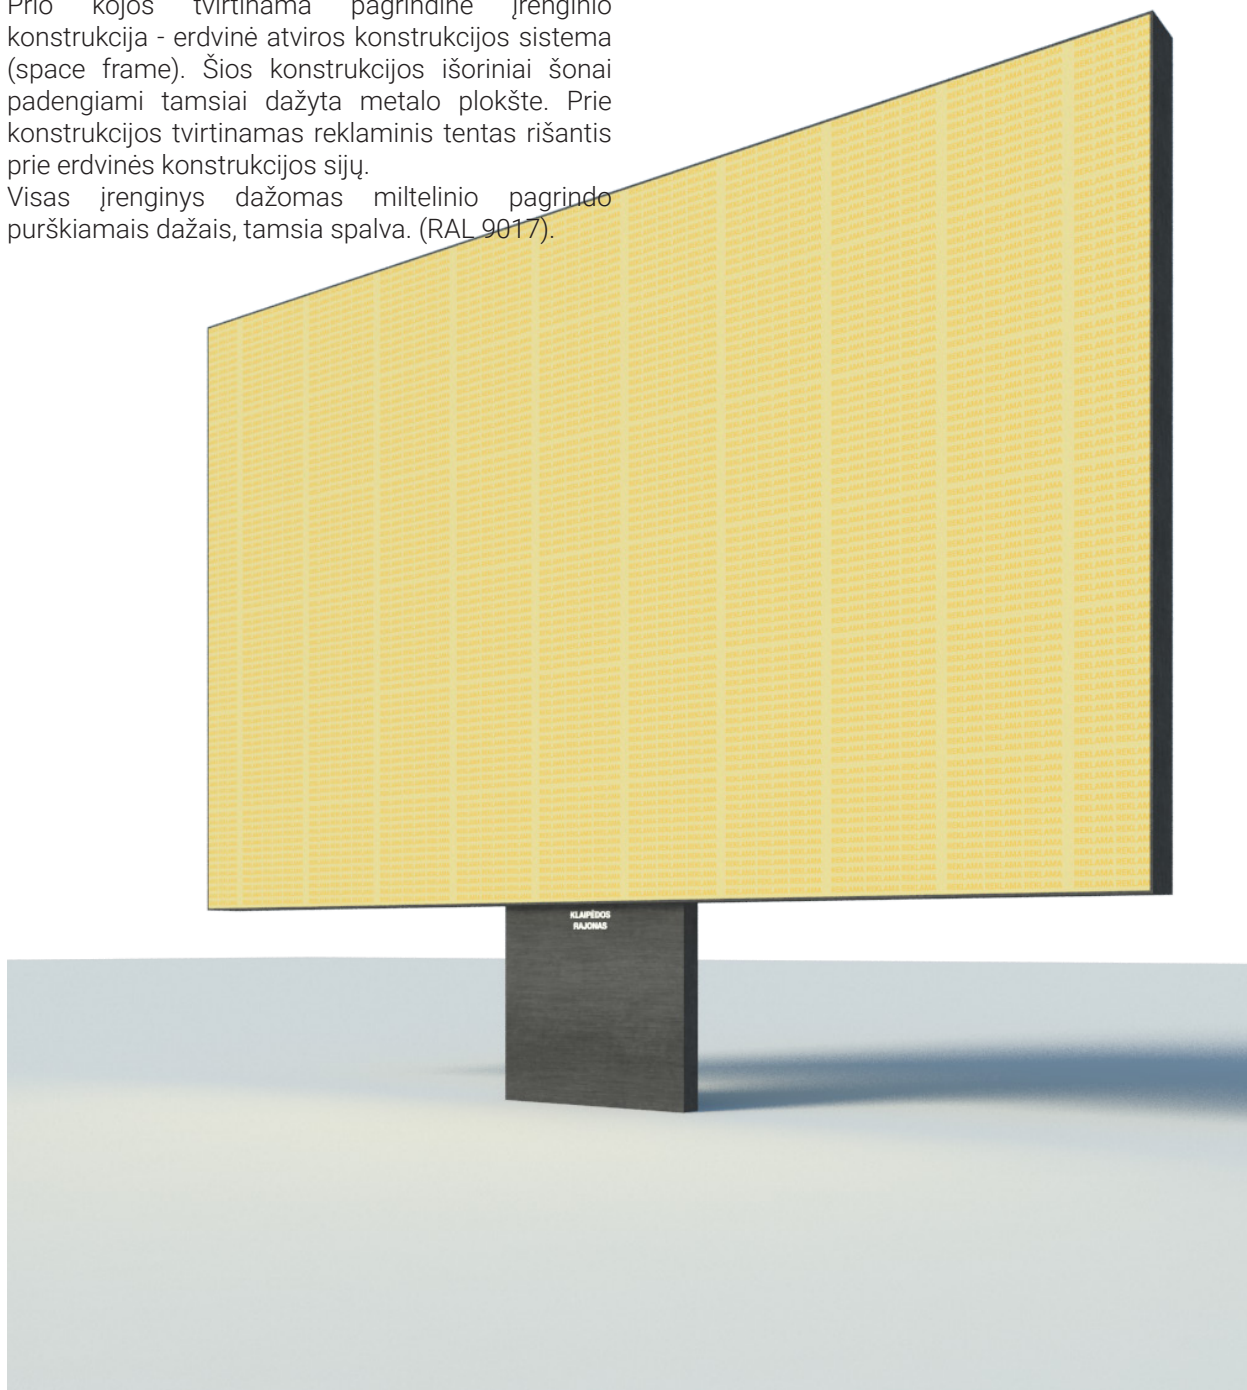 Prio kojos tvirtinama pagrindinė įrenginio
konstrukcija - erdvinė atviros konstrukcijos sistema
(space frame). Šios konstrukcijos išoriniai šonai
padengiami tamsiai dažyta metalo plokšte. Prie
konstrukcijos tvirtinamas reklaminis tentas rišantis
prie erdvinės konstrukcijos sijų.
Visas įrenginys dažomas miltelinio pagrindo
purškiamais dažais, tamsia spalva. (RAL 9017).
KLAIPĖDOS
RAJONAS